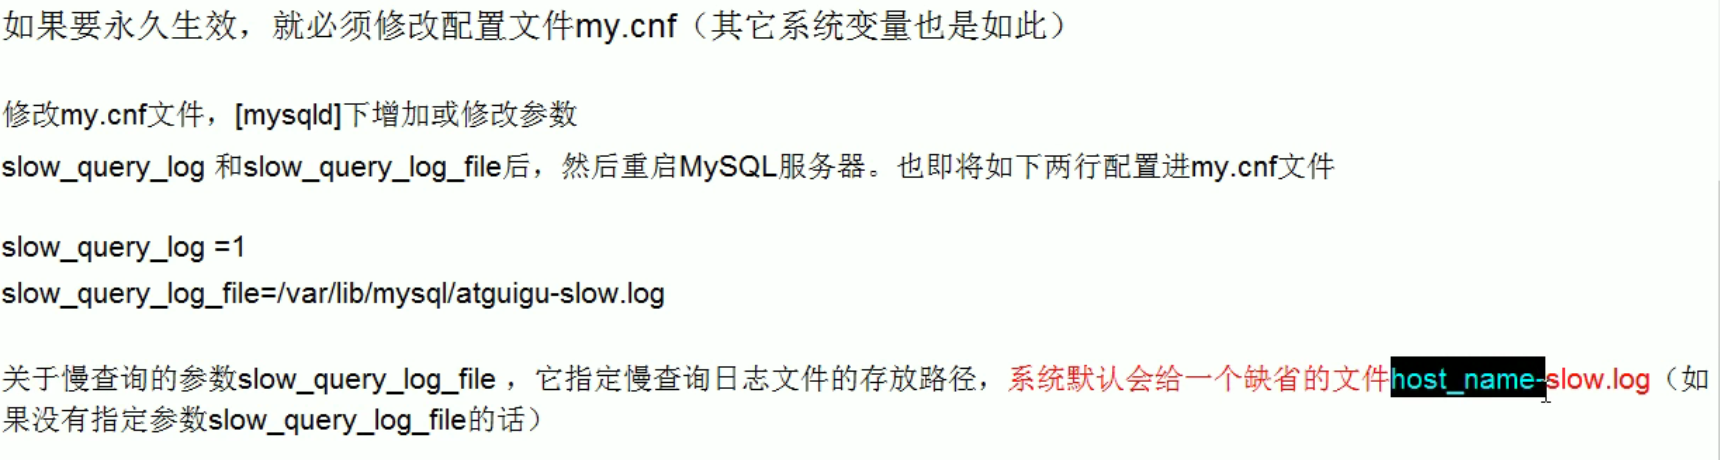 如果要永久生效，就必须修改配置文件my.cnf（其它系统变量也是如此）
修改my.cnf文件，[mysqld]下增加或修改参数
slow_query_log 和slow_query_log_file后，然后重启MySQL服务器。也即将如下两行配置进my.cnf文件
slow_query_log =1
slow_query_log_file=/var/lib/mysql/atguigu-slow.log
关于慢查询的参数slow_query_log_file ，它指定慢查询日志文件的存放路径，系统默认会给一个缺省的文件host_name-slow.log（如
果没有指定参数slow_query_log_file的话）